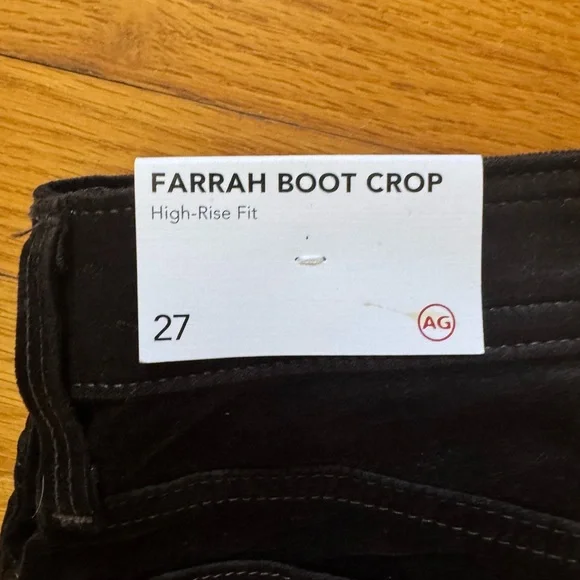 FARRAH BOOT CROP
High-Rise Fit
27
AG